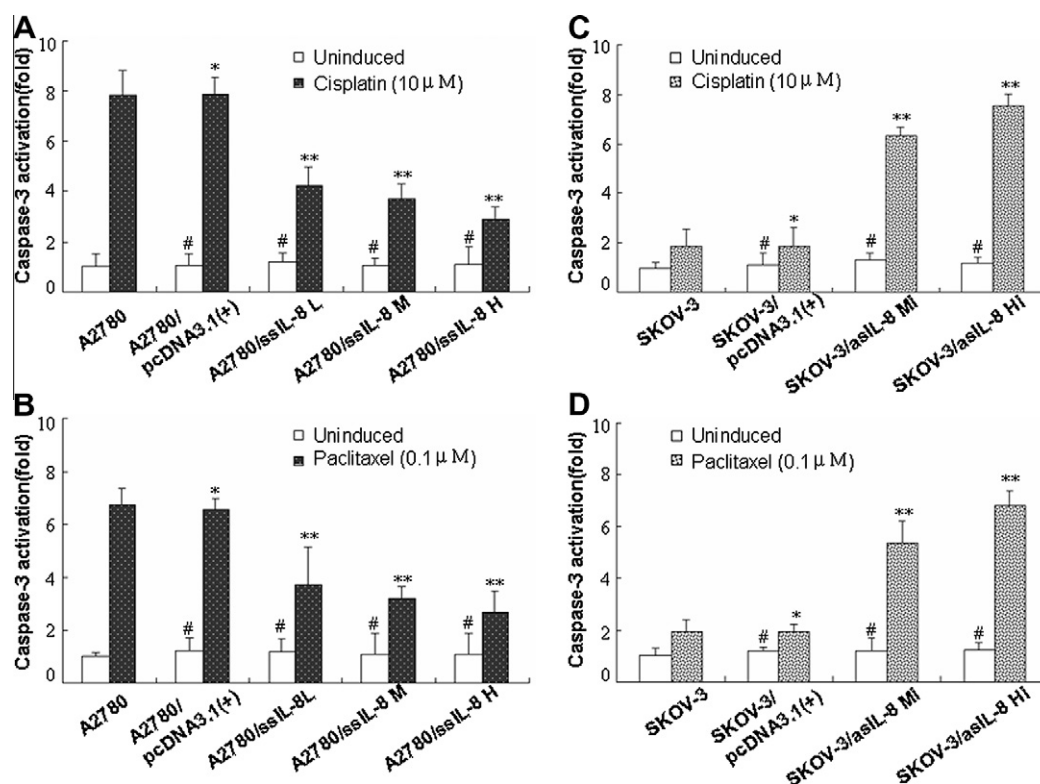 A
Caspase-3 activation(fold)
10
8
6
4
2
0
Uninduced
Cisplatin (10 μM)
*
**
**
**
#
#
#
#
A2780
A2780/
pcDNA3.1(+)
A2780/ssIL-8 L
A2780/ssIL-8 M
A2780/ssIL-8 H
C
Caspase-3 activation(fold)
10
8
6
4
2
0
Uninduced
Cisplatin (10 μM)
**
**
*
#
#
#
SKOV-3
SKOV-3/
pcDNA3.1(+)
SKOV-3/asIL-8 Mi
SKOV-3/asIL-8 Hi
B
Caspase-3 activation(fold)
10
8
6
4
2
0
Uninduced
Paclitaxel (0.1 μM)
*
**
**
**
#
#
#
#
A2780
A2780/
pcDNA3.1(+)
A2780/ssIL-8L
A2780/ssIL-8 M
A2780/ssIL-8 H
D
Caspase-3 activation(fold)
10
8
6
4
2
0
Uninduced
Paclitaxel (0.1 μM)
**
**
*
#
#
#
SKOV-3
SKOV-3/
pcDNA3.1(+)
SKOV-3/asIL-8 Mi
SKOV-3/asIL-8 Hi